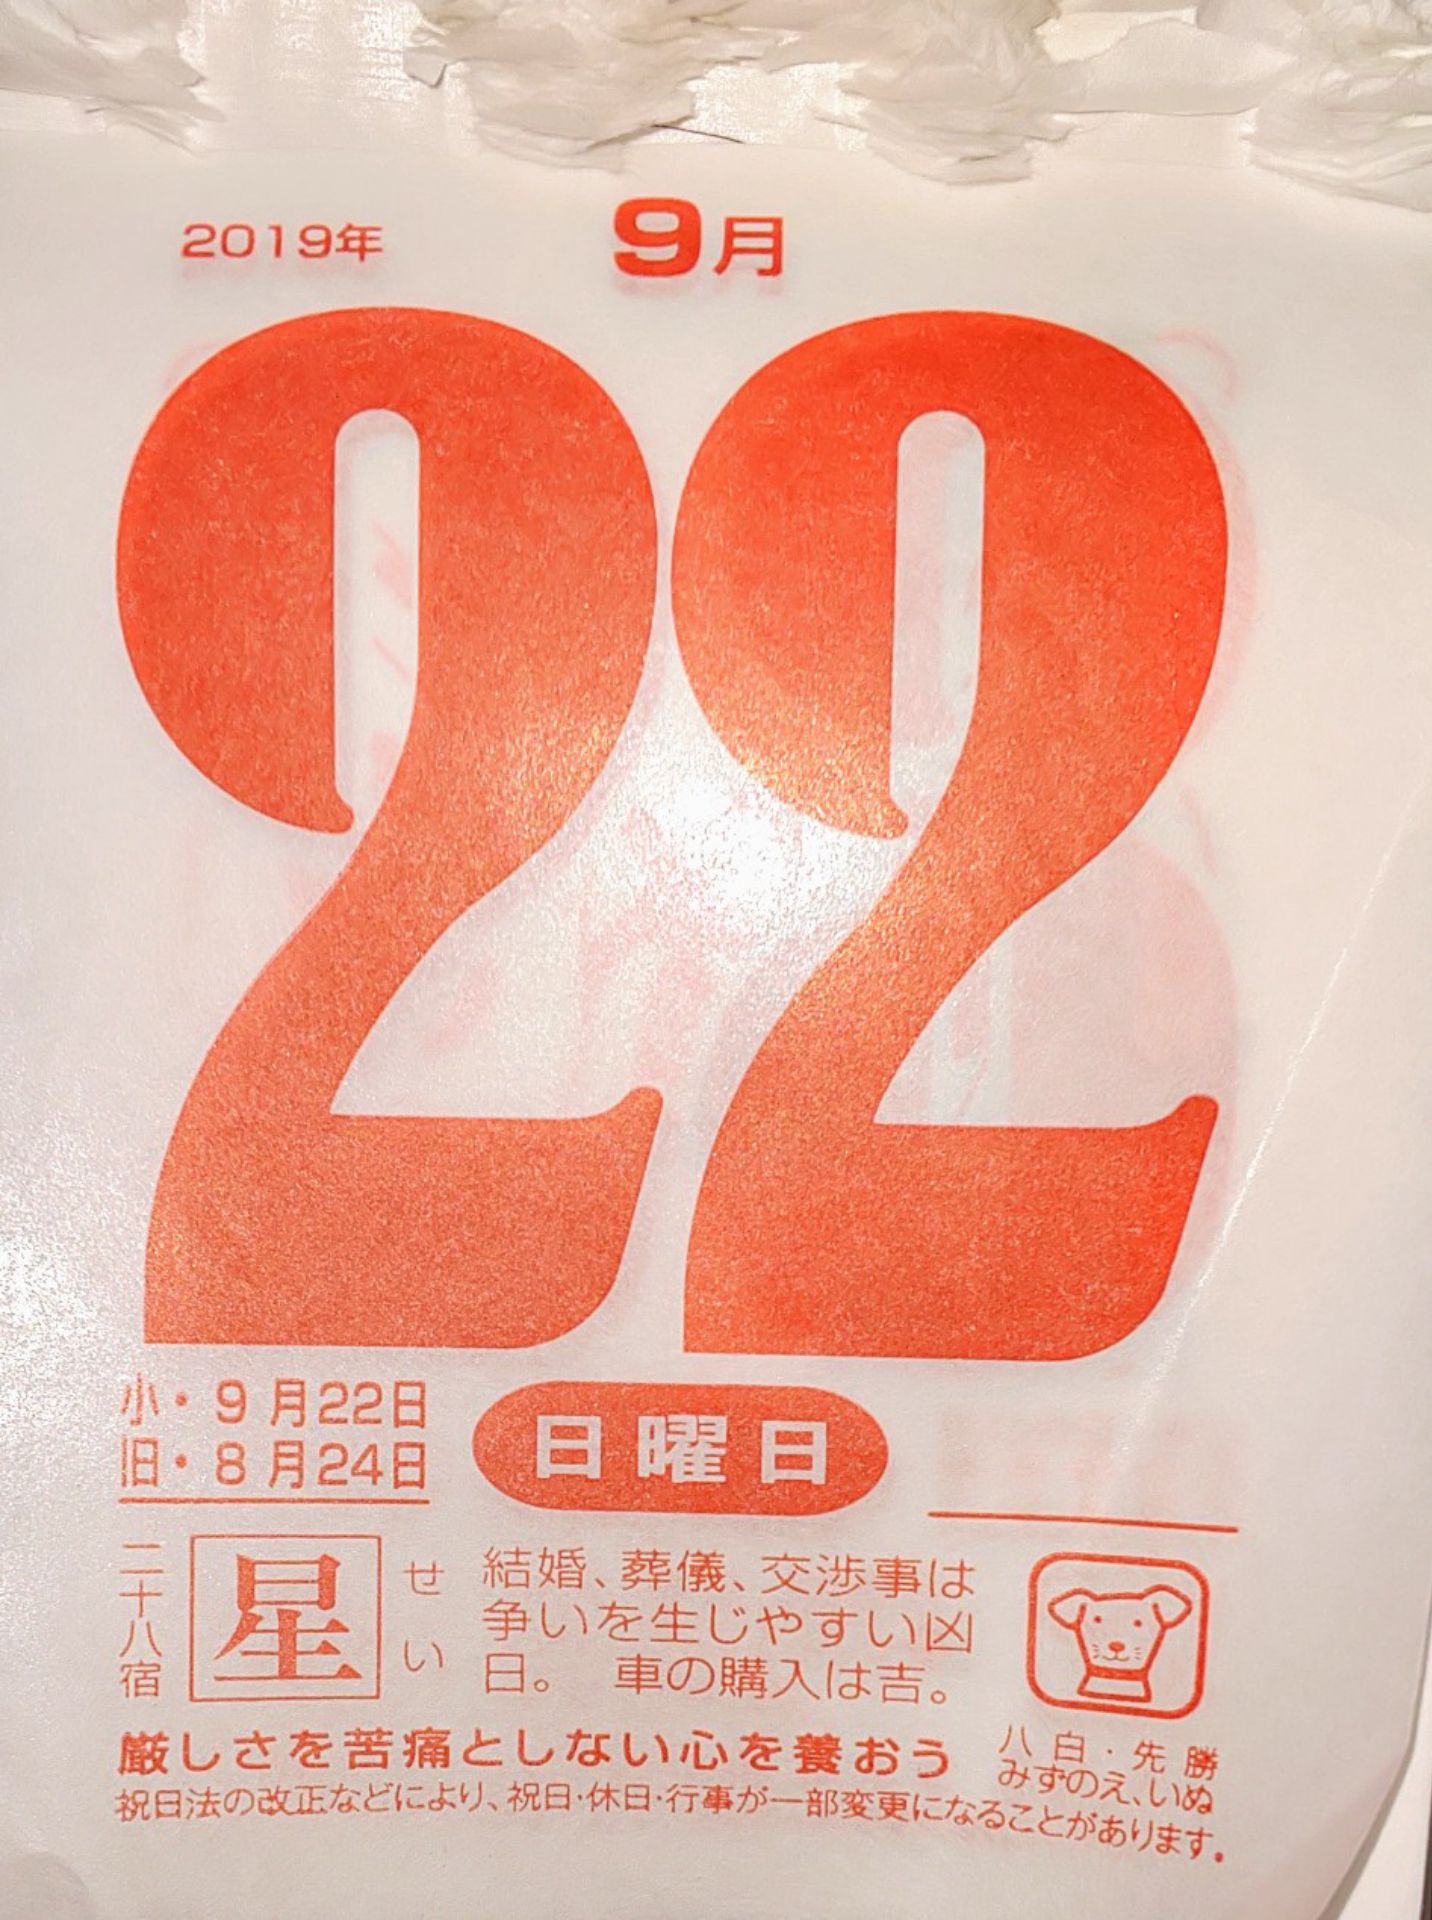 2019年 9月
22
小・9月22日
旧・8月24日
日曜日
二十八宿
星
せい
結婚、葬儀、交渉事は
争いを生じやすい凶
日。 車の購入は吉。
八白・先勝
みずのえ、いぬ
厳しさを苦痛としない心を養おう
祝日法の改正などにより、祝日・休日・行事が一部変更になることがあります。